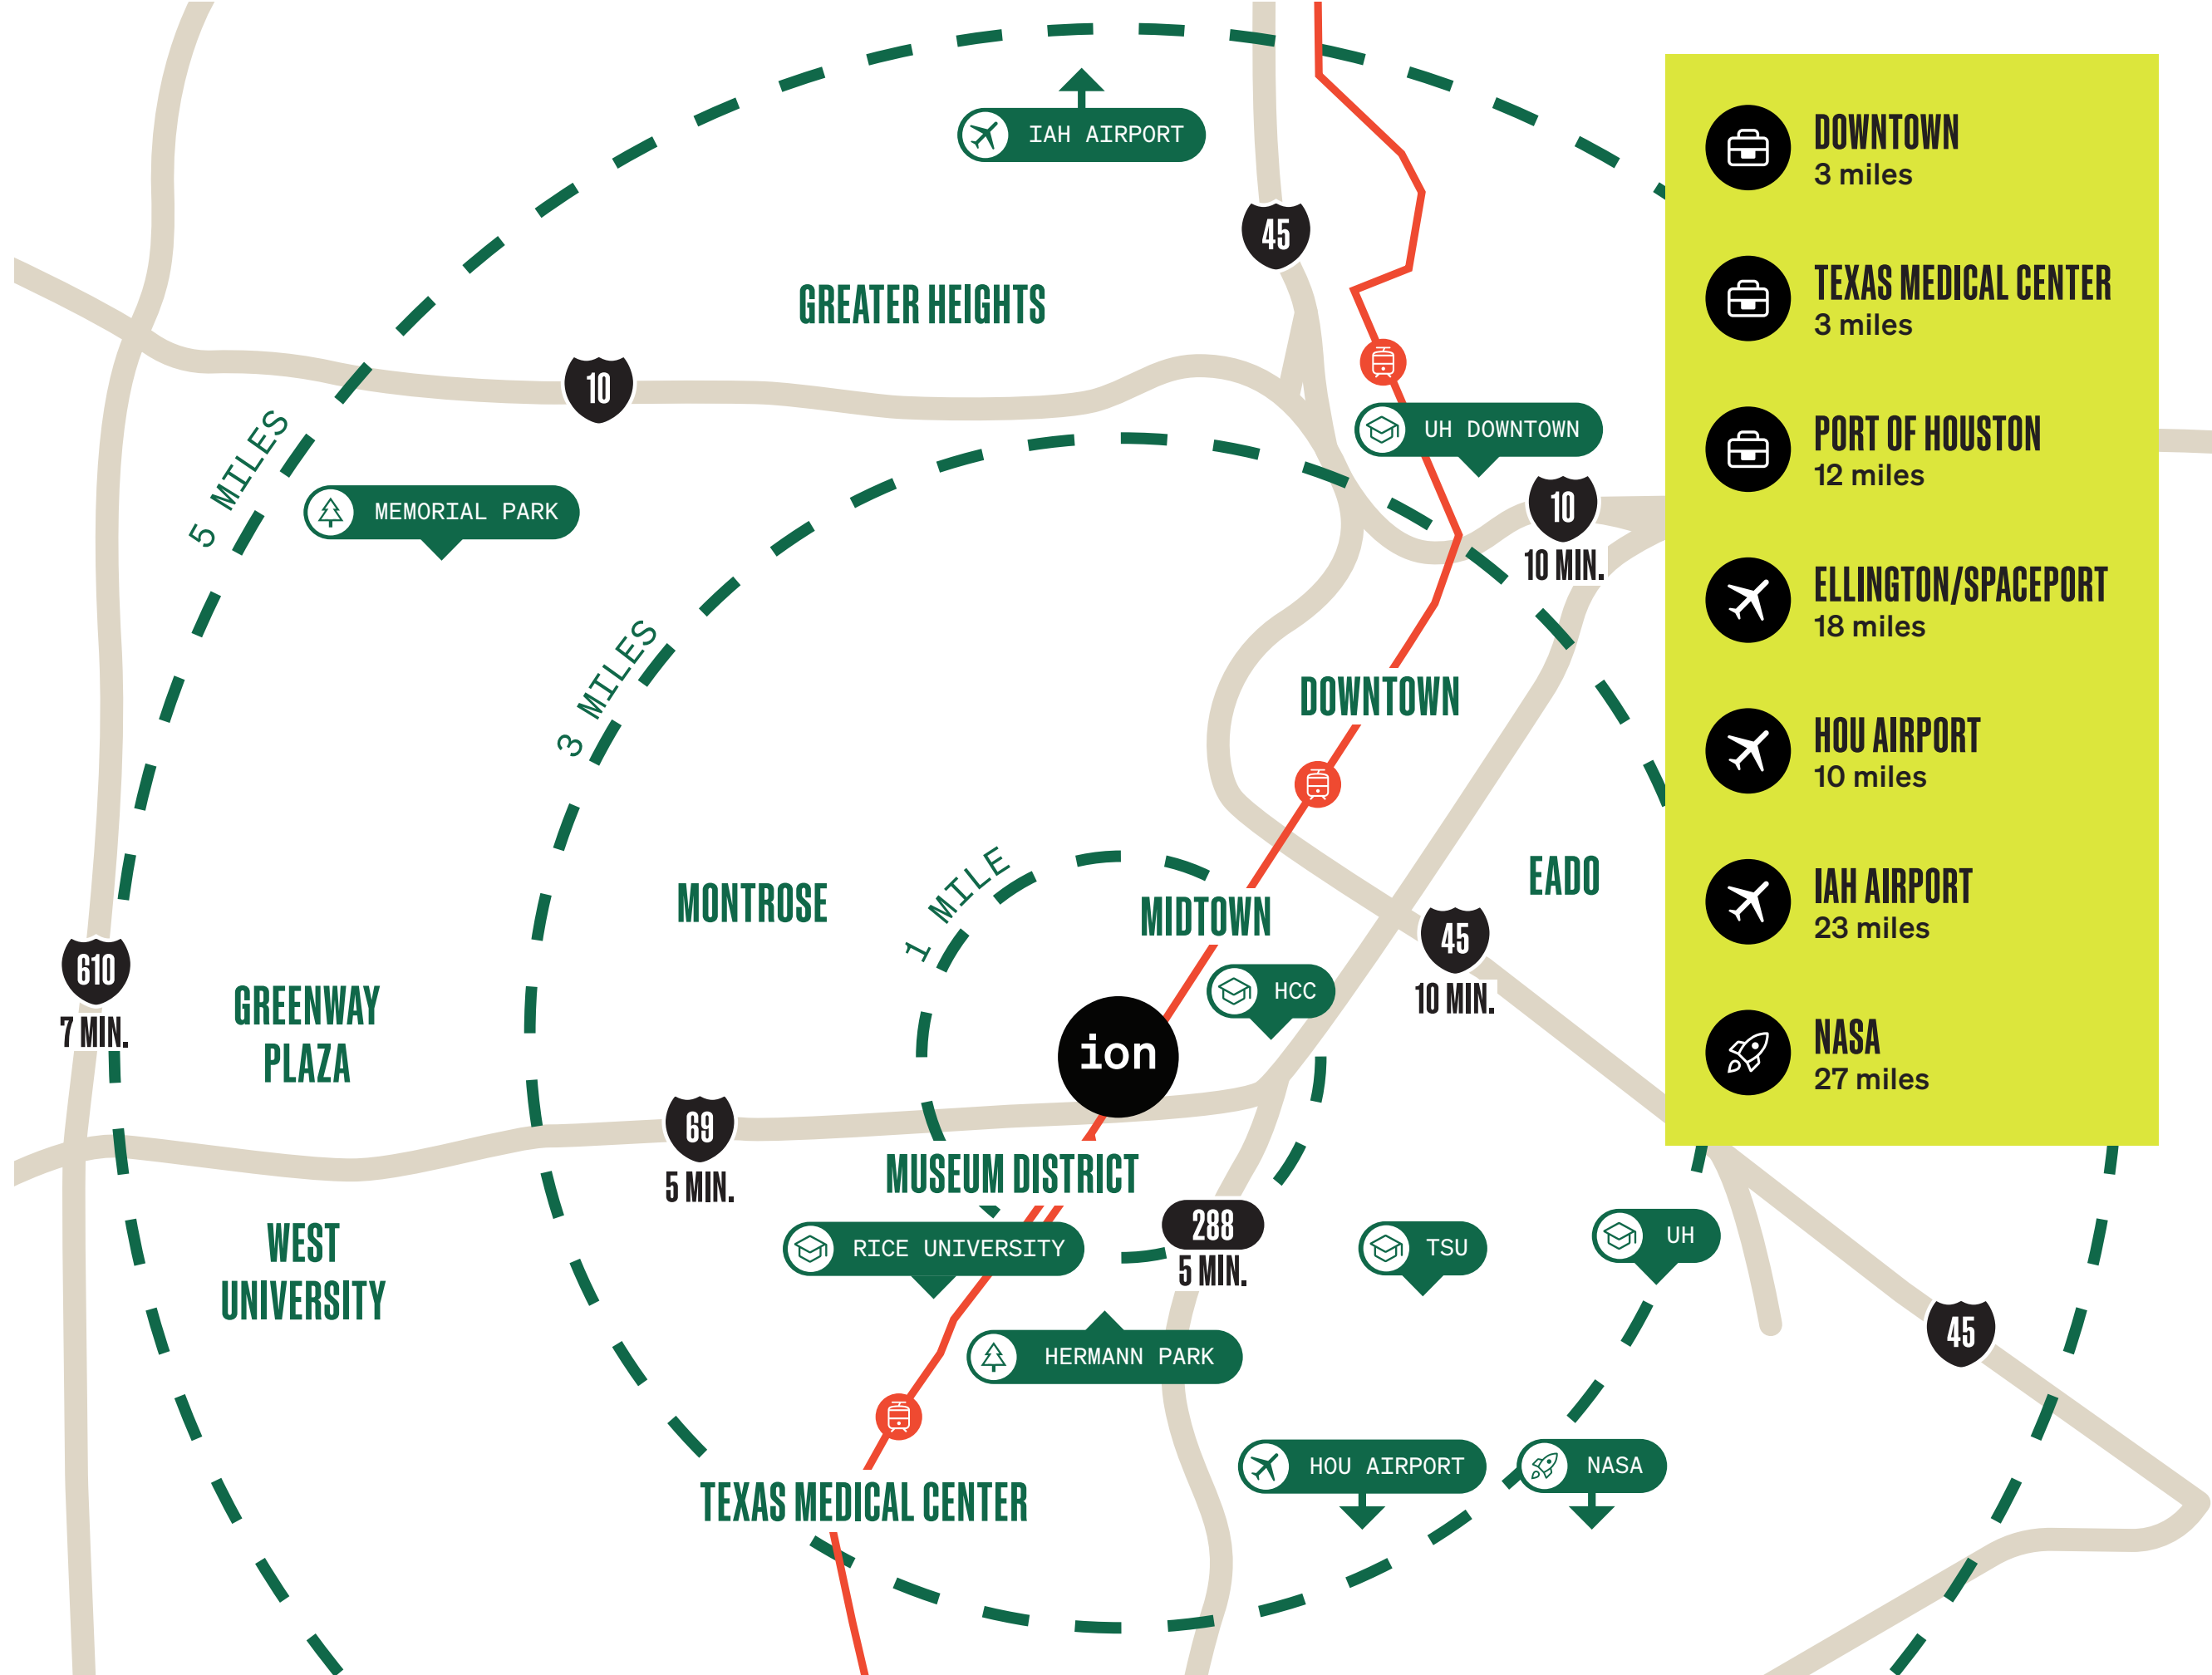 IAH AIRPORT
45
GREATER HEIGHTS
10
5 MILES
MEMORIAL PARK
UH DOWNTOWN
10
10 MIN.
3 MILES
DOWNTOWN
MONTROSE
1 MILE
MIDTOWN
EADO
45
10 MIN.
610
7 MIN.
GREENWAY
PLAZA
HCC
ion
69
5 MIN.
MUSEUM DISTRICT
WEST
UNIVERSITY
RICE UNIVERSITY
288
5 MIN.
TSU
UH
45
HERMANN PARK
TEXAS MEDICAL CENTER
HOU AIRPORT
NASA
DOWNTOWN
3 miles
TEXAS MEDICAL CENTER
3 miles
PORT OF HOUSTON
12 miles
ELLINGTON/SPACEPORT
18 miles
HOU AIRPORT
10 miles
IAH AIRPORT
23 miles
NASA
27 miles